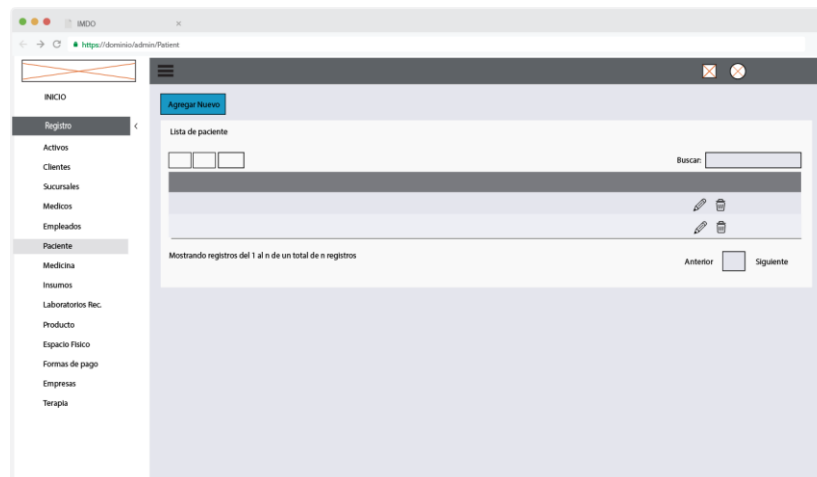 IMDO
https://dominio/admin/Patient
INICIO
Registro
Activos
Clientes
Sucursales
Medicos
Empleados
Paciente
Medicina
Insumos
Laboratorios Rec.
Producto
Espacio Fisico
Formas de pago
Empresas
Terapia
Agregar Nuevo
Lista de paciente
Buscar:
Mostrando registros del 1 al n de un total de n registros
Anterior Siguiente